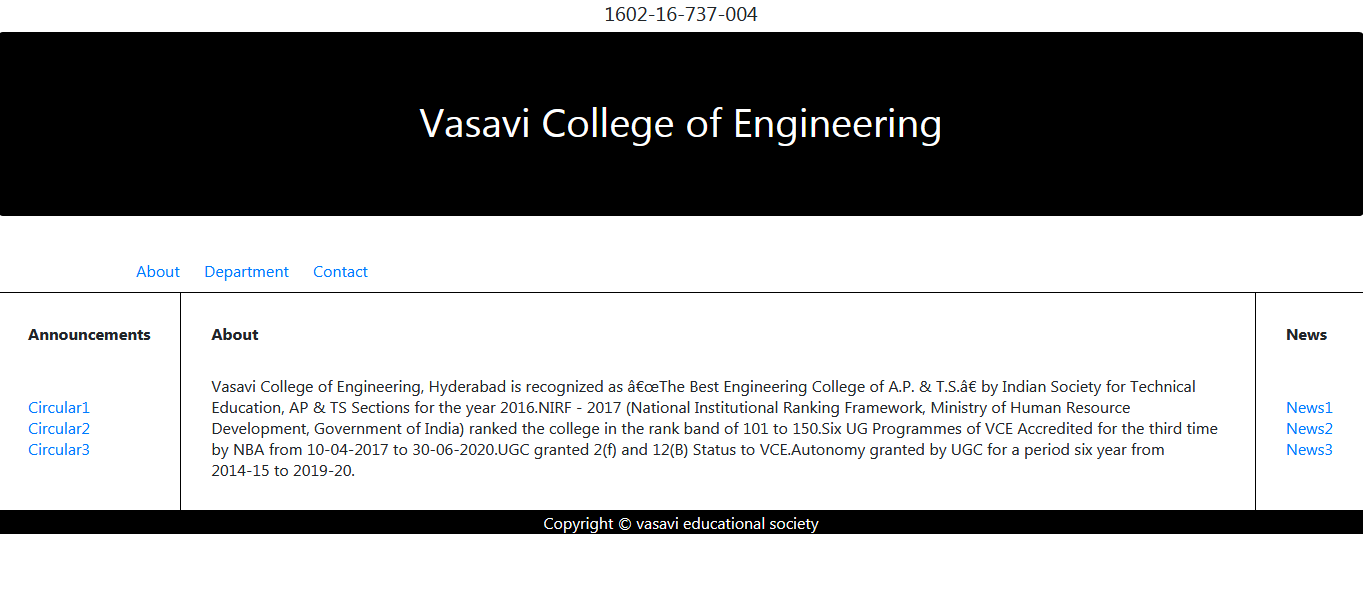 1602-16-737-004
Vasavi College of Engineering
About Department Contact
Announcements
Circular1
Circular2
Circular3
About
Vasavi College of Engineering, Hyderabad is recognized as â€œThe Best Engineering College of A.P. & T.S.â€ by Indian Society for Technical
Education, AP & TS Sections for the year 2016.NIRF - 2017 (National Institutional Ranking Framework, Ministry of Human Resource
Development, Government of India) ranked the college in the rank band of 101 to 150.Six UG Programmes of VCE Accredited for the third time
by NBA from 10-04-2017 to 30-06-2020.UGC granted 2(f) and 12(B) Status to VCE.Autonomy granted by UGC for a period six year from
2014-15 to 2019-20.
News
News1
News2
News3
Copyright © vasavi educational society